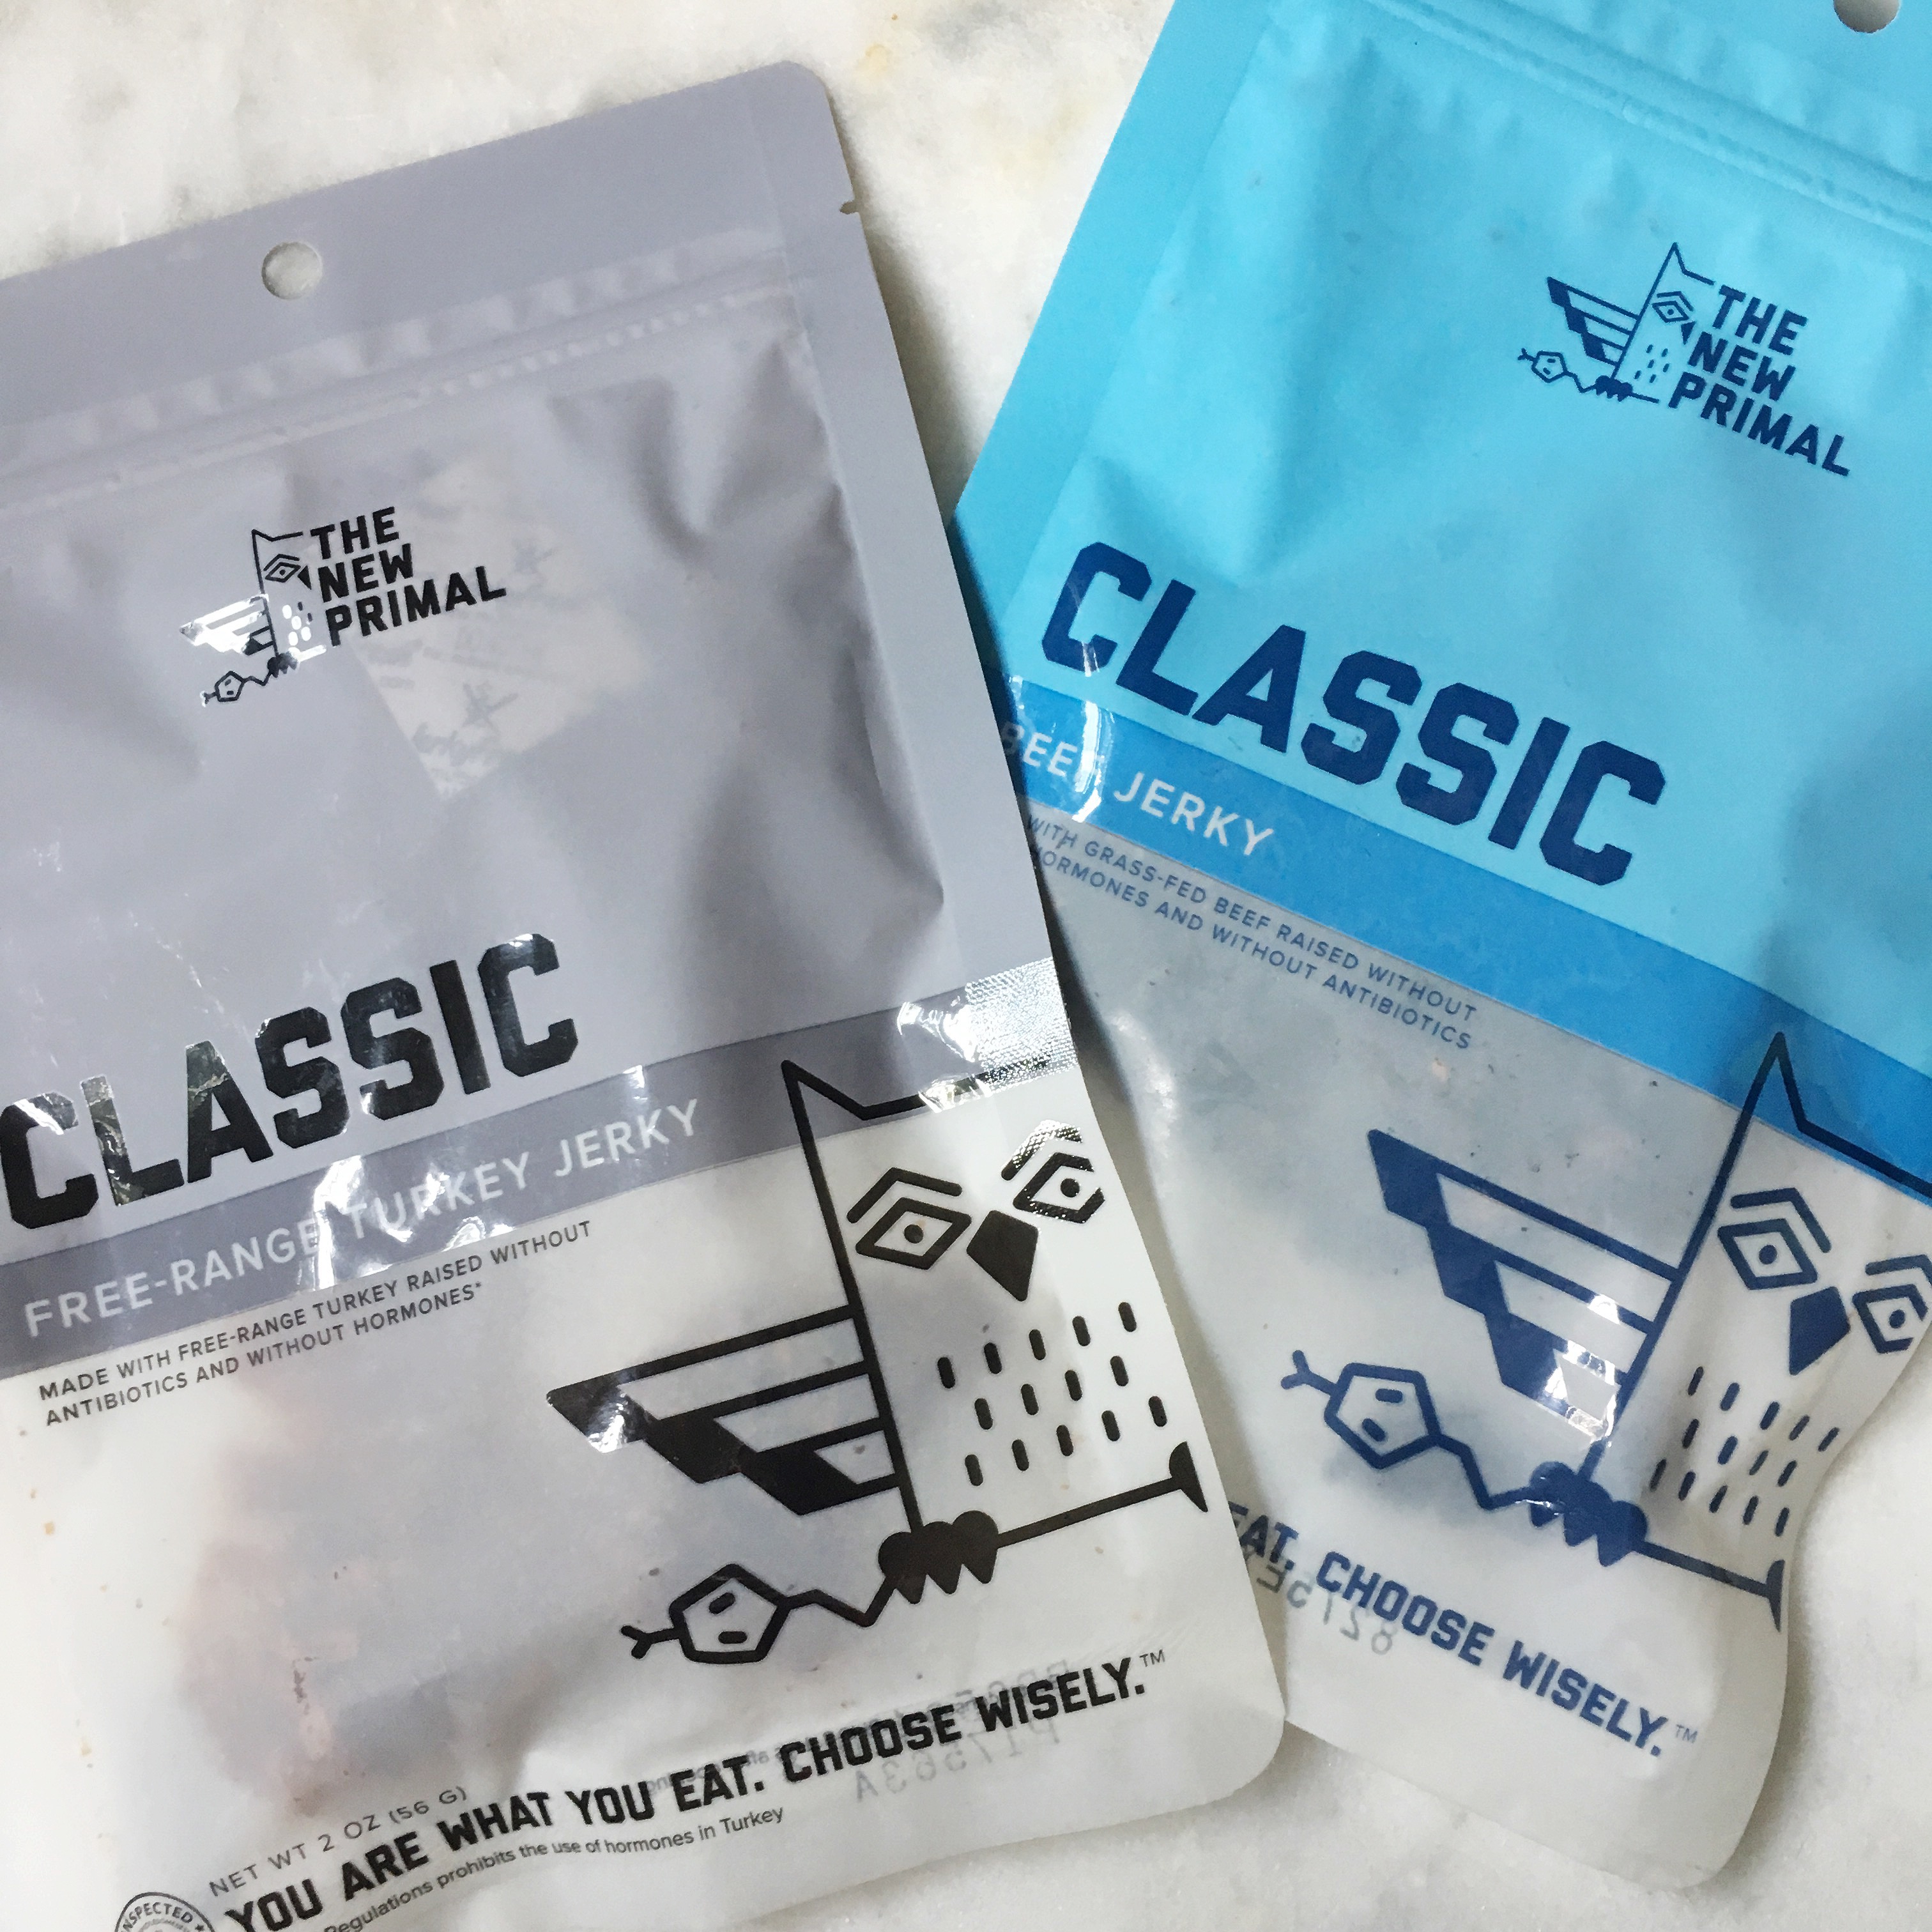 THE
NEW
PRIMAL
CLASSIC
FREE-RANGE TURKEY JERKY
MADE WITH FREE-RANGE TURKEY RAISED WITHOUT
ANTIBIOTICS AND WITHOUT HORMONES*
NET WT 2 OZ (56 G)
YOU ARE WHAT YOU EAT. CHOOSE WISELY.™
Regulations prohibits the use of hormones in Turkey
INSPECTED
THE
NEW
PRIMAL
CLASSIC
BEEF JERKY
WITH GRASS-FED BEEF RAISED WITHOUT
HORMONES AND WITHOUT ANTIBIOTICS
EAT. CHOOSE WISELY.™